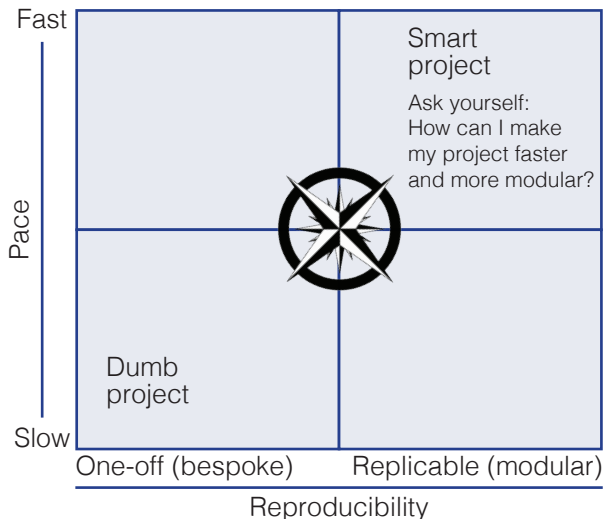 Fast
Smart
project
Ask yourself:
How can I make
my project faster
and more modular?
Pace
Dumb
project
Slow
One-off (bespoke)
Replicable (modular)
Reproducibility